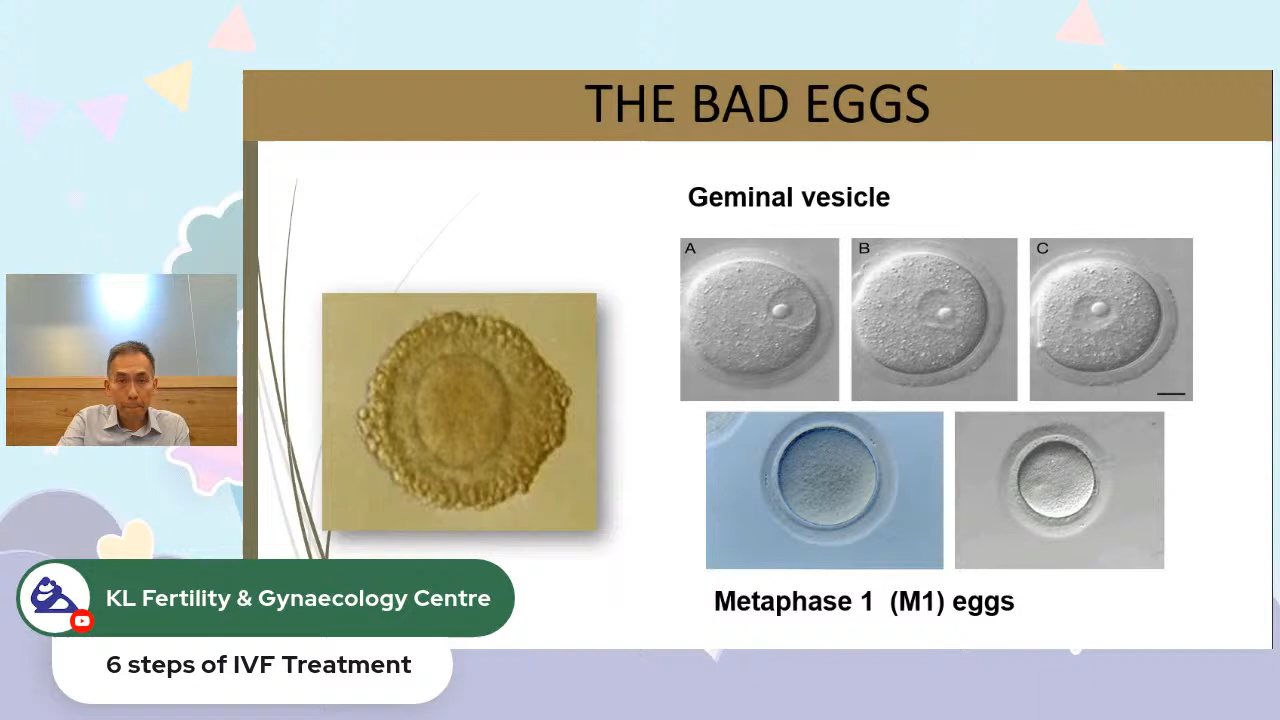 THE BAD EGGS
Geminal vesicle
A
B
C
Metaphase 1 (M1) eggs
KL Fertility & Gynaecology Centre
6 steps of IVF Treatment